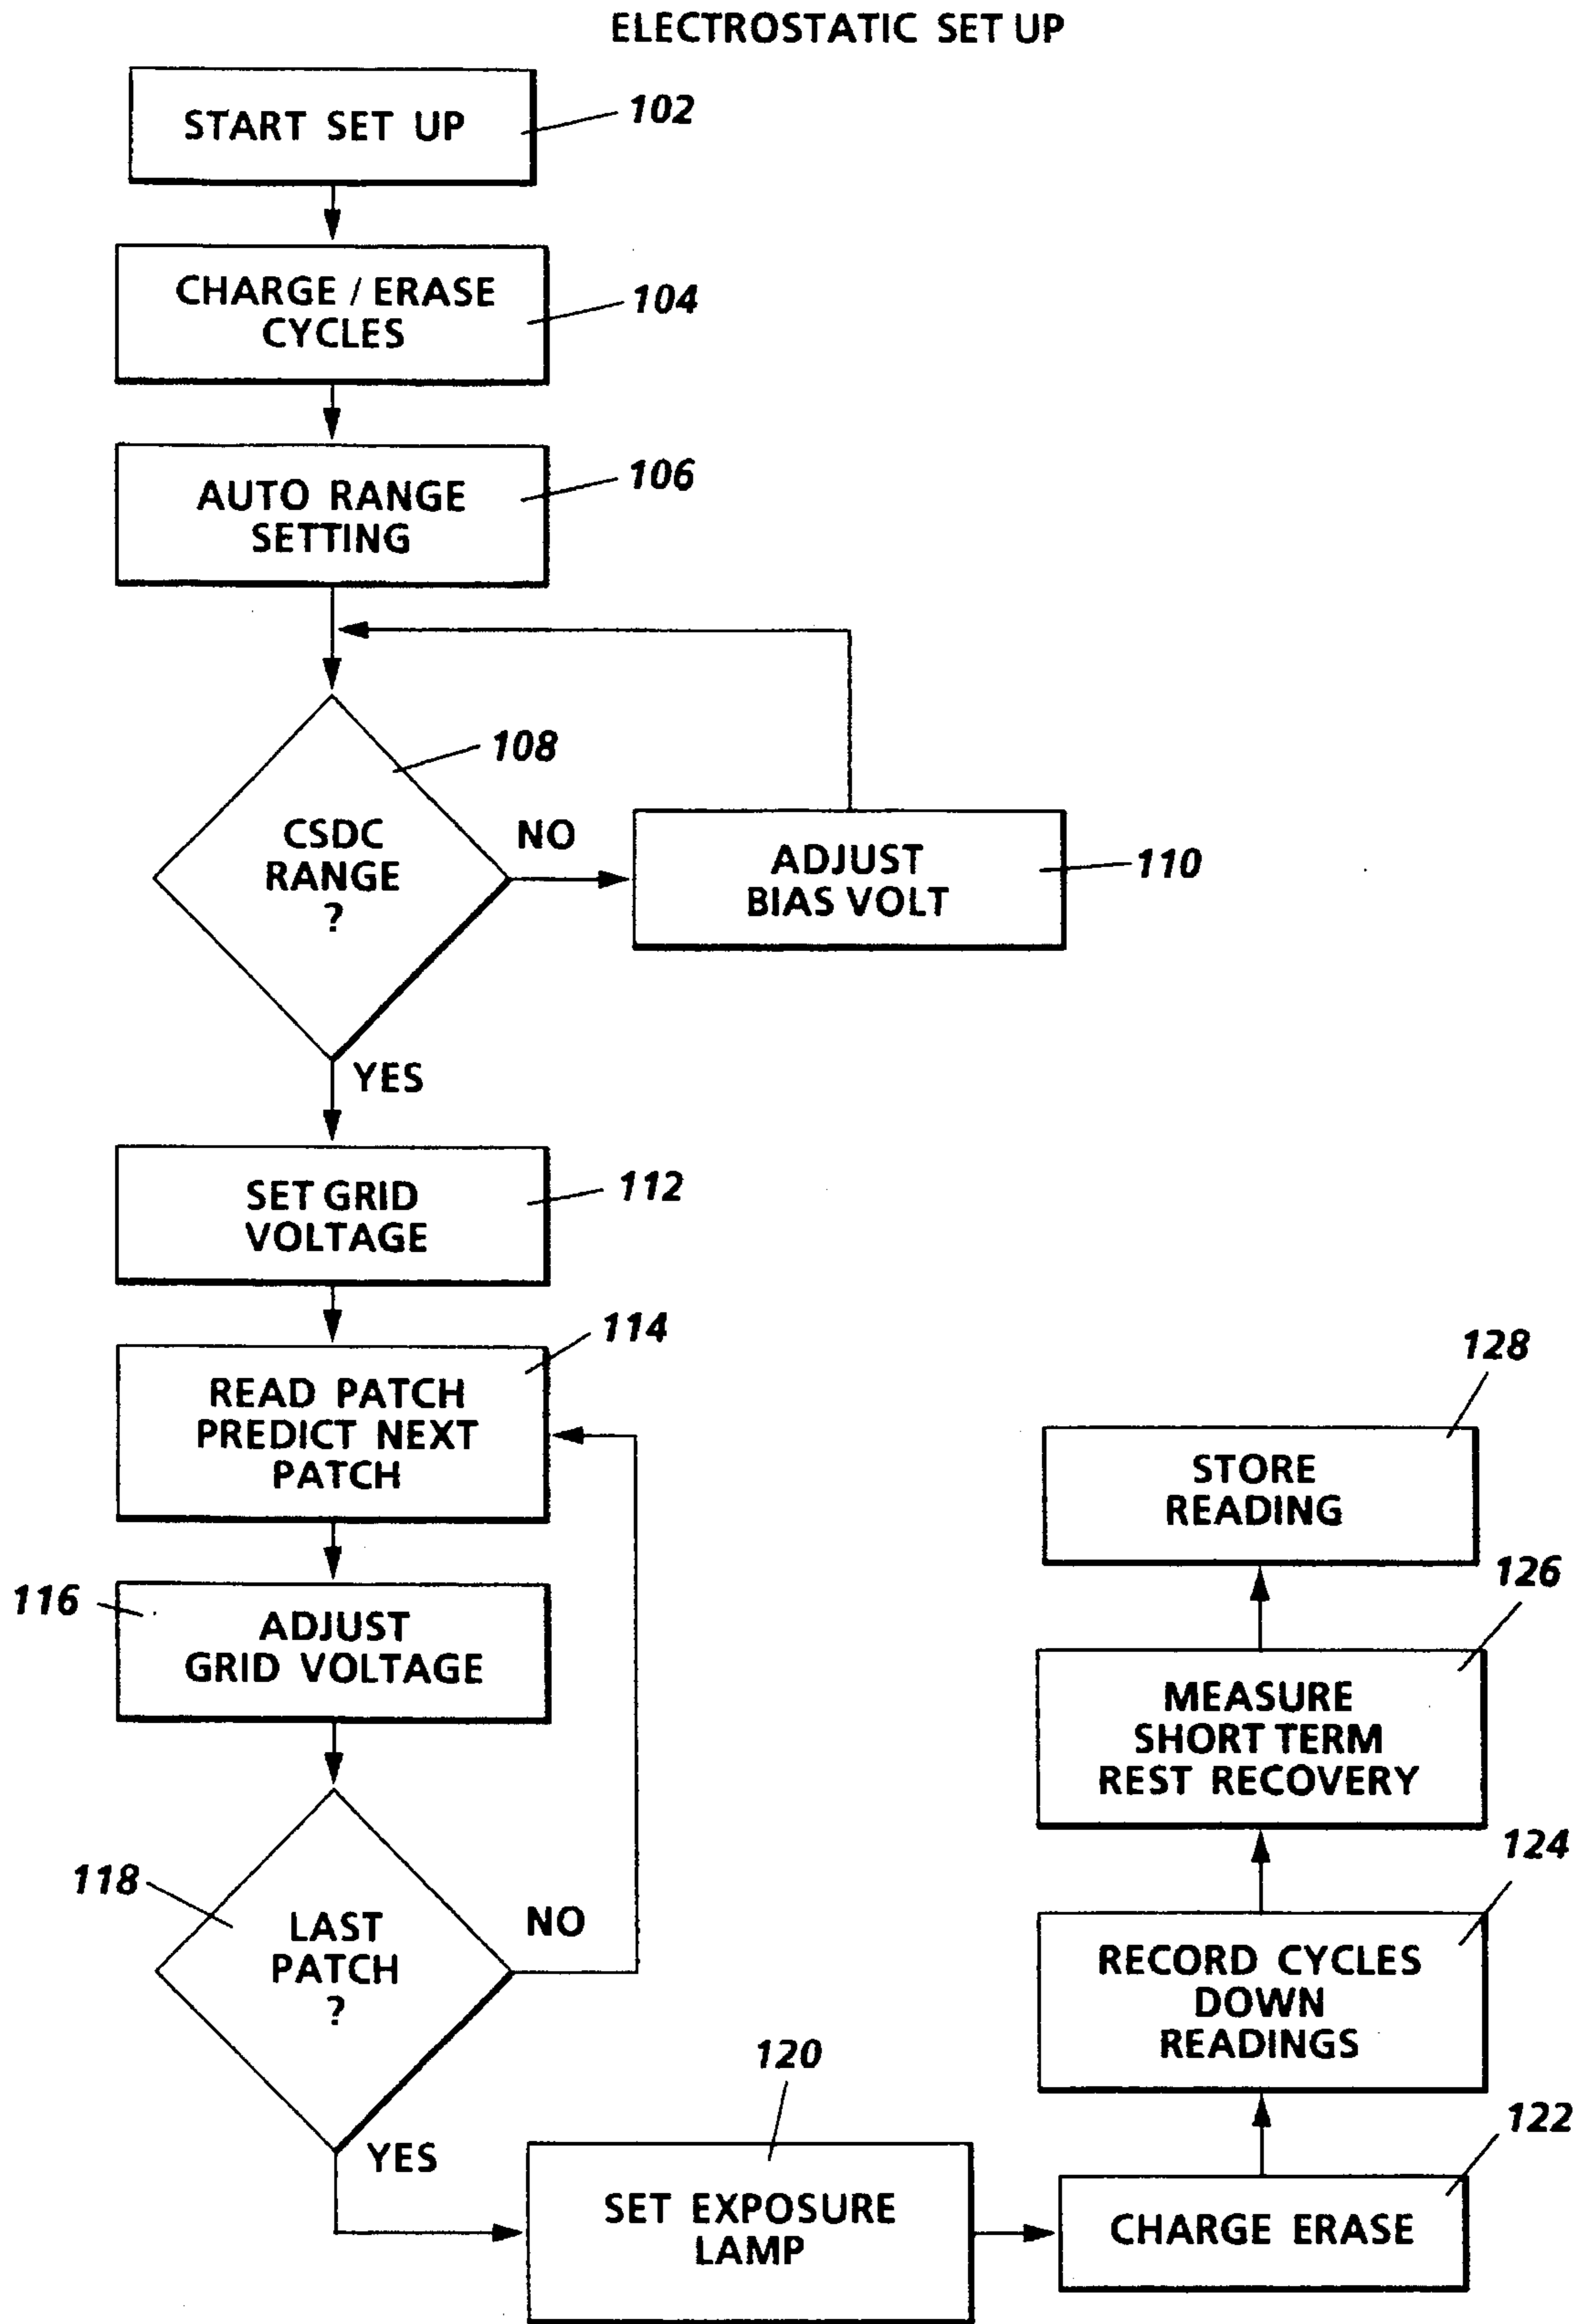 ELECTROSTATIC SET UP
START SET UP
102
CHARGE / ERASE
CYCLES
104
AUTO RANGE
SETTING
106
108
CSDC
RANGE
?
NO
ADJUST
BIAS VOLT
110
YES
SET GRID
VOLTAGE
112
114
READ PATCH
PREDICT NEXT
PATCH
116
ADJUST
GRID VOLTAGE
118
LAST
PATCH
?
NO
YES
120
SET EXPOSURE
LAMP
122
CHARGE ERASE
124
RECORD CYCLES
DOWN
READINGS
126
MEASURE
SHORT TERM
REST RECOVERY
128
STORE
READING